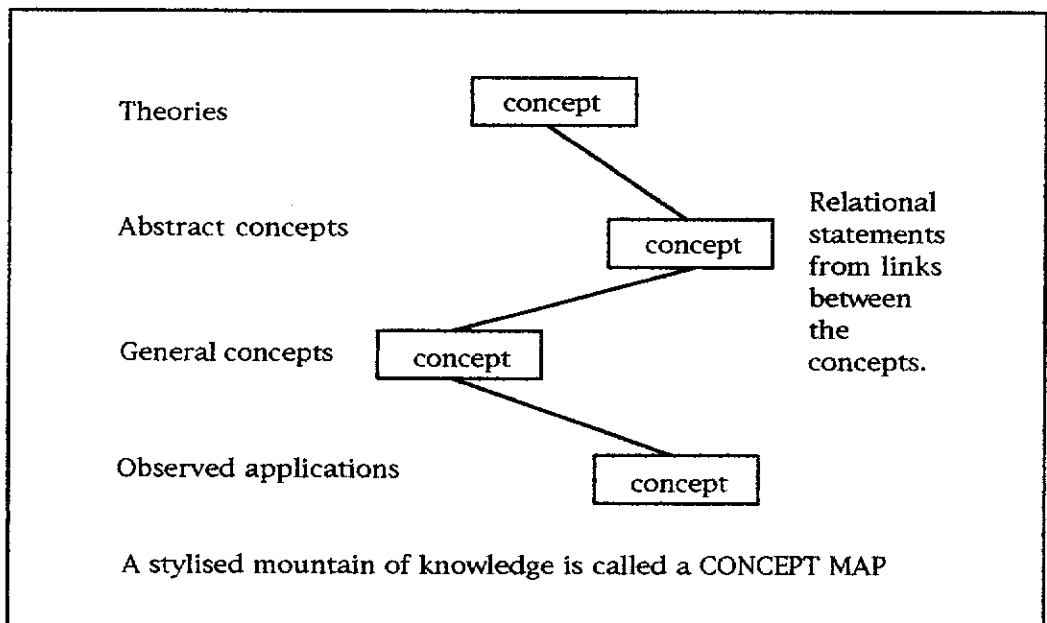 Theories
concept
Abstract concepts
concept
Relational
statements
from links
between
the
concepts.
General concepts
concept
Observed applications
concept
A stylised mountain of knowledge is called a CONCEPT MAP